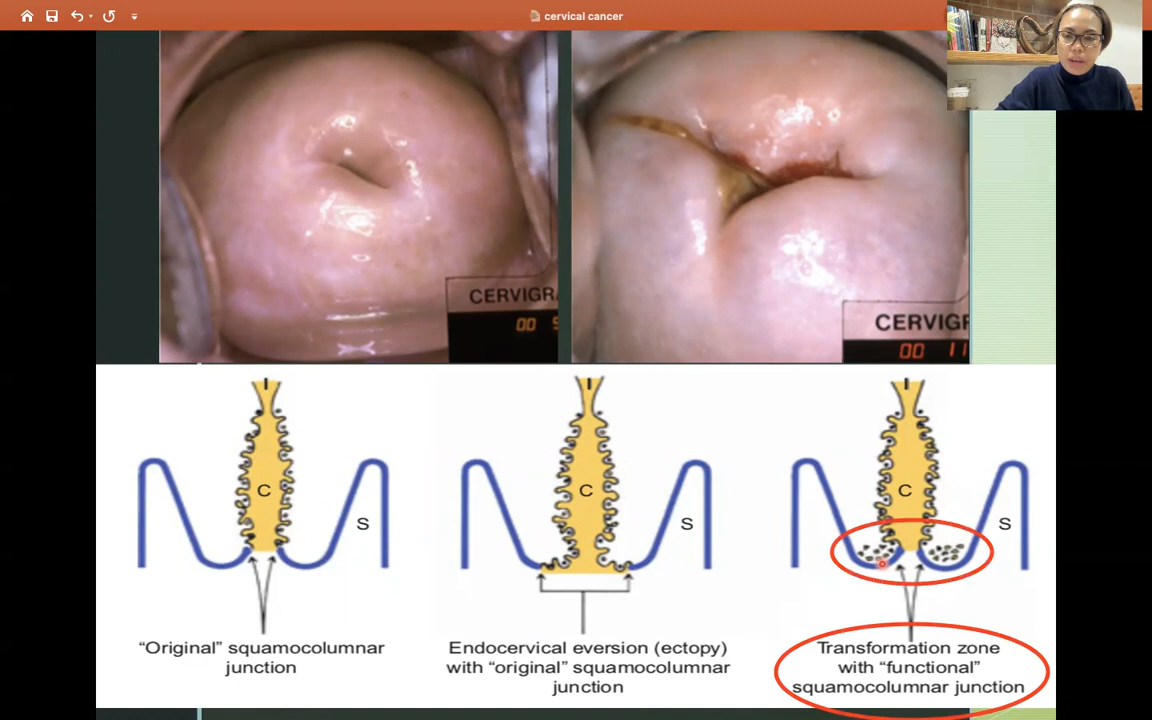 cervical cancer
CERVIGR
00 5
CERVIGR
00 11
I
C
S
"Original" squamocolumnar
junction
I
C
S
Endocervical eversion (ectopy)
with "original" squamocolumnar
junction
I
C
S
Transformation zone
with "functional"
squamocolumnar junction